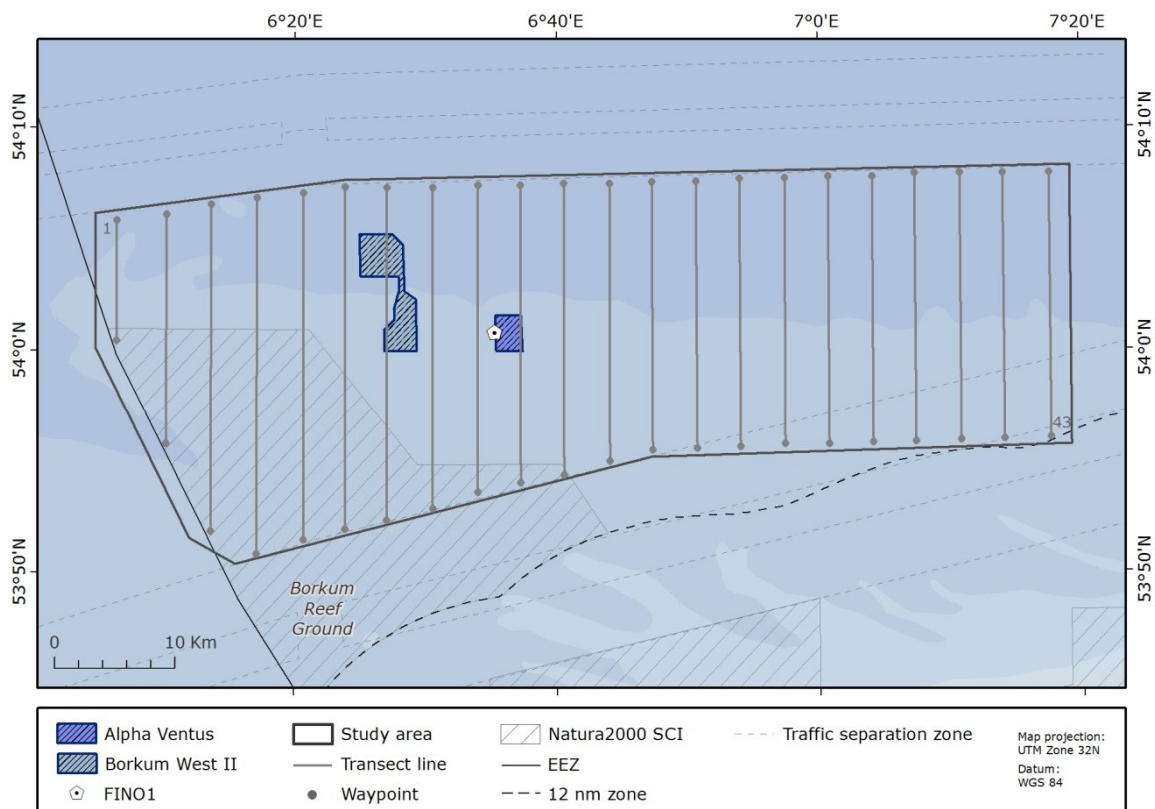 6°20'E 6°40'E 7°0'E 7°20'E
54°10'N 54°10'N
1
54°0'N 54°0'N
43
53°50'N 53°50'N
Borkum
Reef
Ground
0 10 Km
Alpha Ventus Study area Natura2000 SCI Traffic separation zone
Borkum West II Transect line EEZ
FINO1 Waypoint 12 nm zone
Map projection:
UTM Zone 32N
Datum:
WGS 84